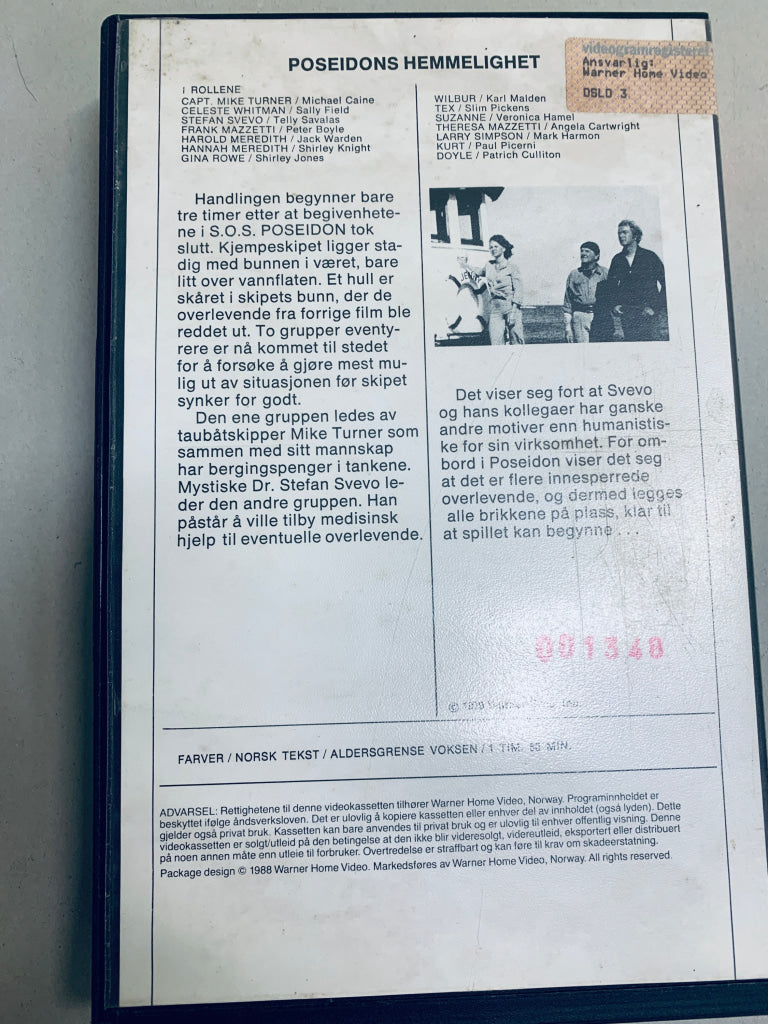 POSEIDONS HEMMELIGHET
videogramregisteret
Ansvarlig:
Warner Home Video
OSLO 3
I ROLLENE
CAPT. MIKE TURNER / Michael Caine
CELESTE WHITMAN / Sally Field
STEFAN SVEVO / Telly Savalas
FRANK MAZZETTI / Peter Boyle
HAROLD MEREDITH / Jack Warden
HANNAH MEREDITH / Shirley Knight
GINA ROWE / Shirley Jones
WILBUR / Karl Malden
TEX / Slim Pickens
SUZANNE / Veronica Hamel
THERESA MAZZETTI / Angela Cartwright
LARRY SIMPSON / Mark Harmon
KURT / Paul Picerni
DOYLE / Patrick Culliton
Handlingen begynner bare
tre timer etter at begivenhete-
ne i S.O.S. POSEIDON tok
slutt. Kjempeskipet ligger sta-
dig med bunnen i været, bare
litt over vannflaten. Et hull er
skåret i skipets bunn, der de
overlevende fra forrige film ble
reddet ut. To grupper eventy-
rere er nå kommet til stedet
for å forsøke å gjøre mest mu-
lig ut av situasjonen før skipet
synker for godt.
Den ene gruppen ledes av
taubåtskipper Mike Turner som
sammen med sitt mannskap
har bergingspenger i tankene.
Mystiske Dr. Stefan Svevo le-
der den andre gruppen. Han
påstår å ville tilby medisinsk
hjelp til eventuelle overlevende.
Det viser seg fort at Svevo
og hans kollegaer har ganske
andre motiver enn humanistis-
ke for sin virksomhet. For om-
bord i Poseidon viser det seg
at det er flere innesperrede
overlevende, og dermed legges
alle brikkene på plass, klar til
at spillet kan begynne . . .
001348
© 1979
FARVER / NORSK TEKST / ALDERSGRENSE VOKSEN / 1 TIM. MIN.
ADVARSEL: Rettighetene til denne videokassetten tilhører Warner Home Video, Norway. Programinnholdet er
beskyttet ifølge åndsverksloven. Det er ulovlig å kopiere kassetten eller enhver del av innholdet (også lyden). Dette
gjelder også privat bruk. Kassetten kan bare anvendes til privat bruk og er ulovlig til enhver offentlig visning. Denne
videokassetten er solgt/utleid på den betingelse at den ikke blir videresolgt, videreutleid, eksportert eller distribuert
på noen annen måte enn utleie til forbruker. Overtredelse er straffbart og kan føre til krav om skadeerstatning.
Package design © 1988 Warner Home Video. Markedsføres av Warner Home Video, Norway. All rights reserved.